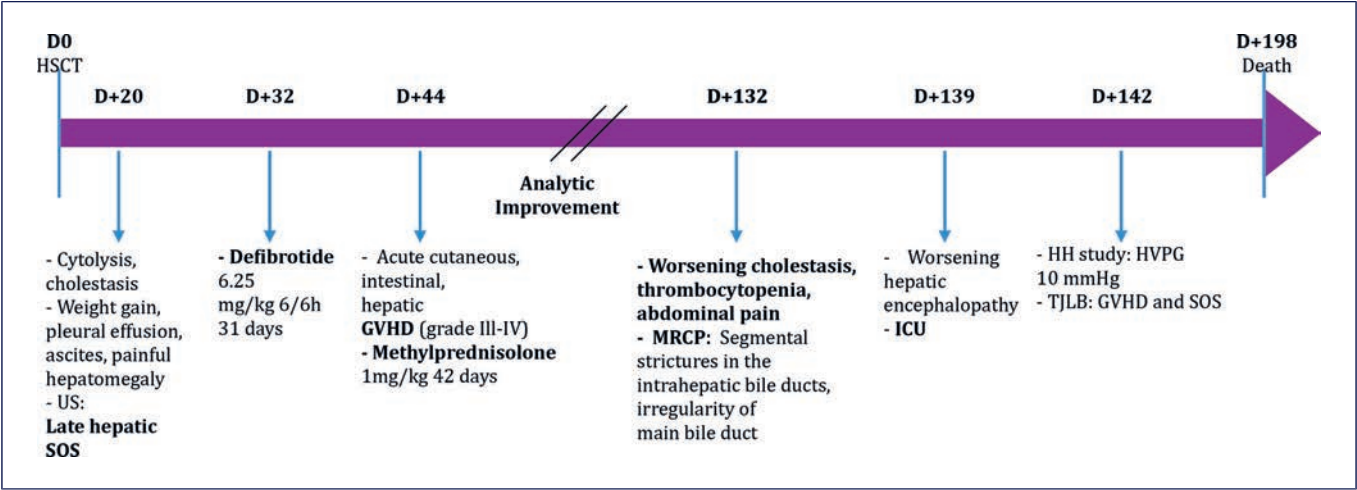 D0
HSCT
D+20
D+32
D+44
D+132
D+139
D+142
D+198
Death
Analytic
Improvement
- Cytolysis,
cholestasis
- Weight gain,
pleural effusion,
ascites, painful
hepatomegaly
- US:
Late hepatic
SOS
- Defibrotide
6.25
mg/kg 6/6h
31 days
- Acute cutaneous,
intestinal,
hepatic
GVHD (grade III-IV)
- Methylprednisolone
1mg/kg 42 days
- Worsening cholestasis,
thrombocytopenia,
abdominal pain
- MRCP: Segmental
strictures in the
intrahepatic bile ducts,
irregularity of
main bile duct
- Worsening
hepatic
encephalopathy
- ICU
- HH study: HVPG
10 mmHg
- TJLB: GVHD and SOS